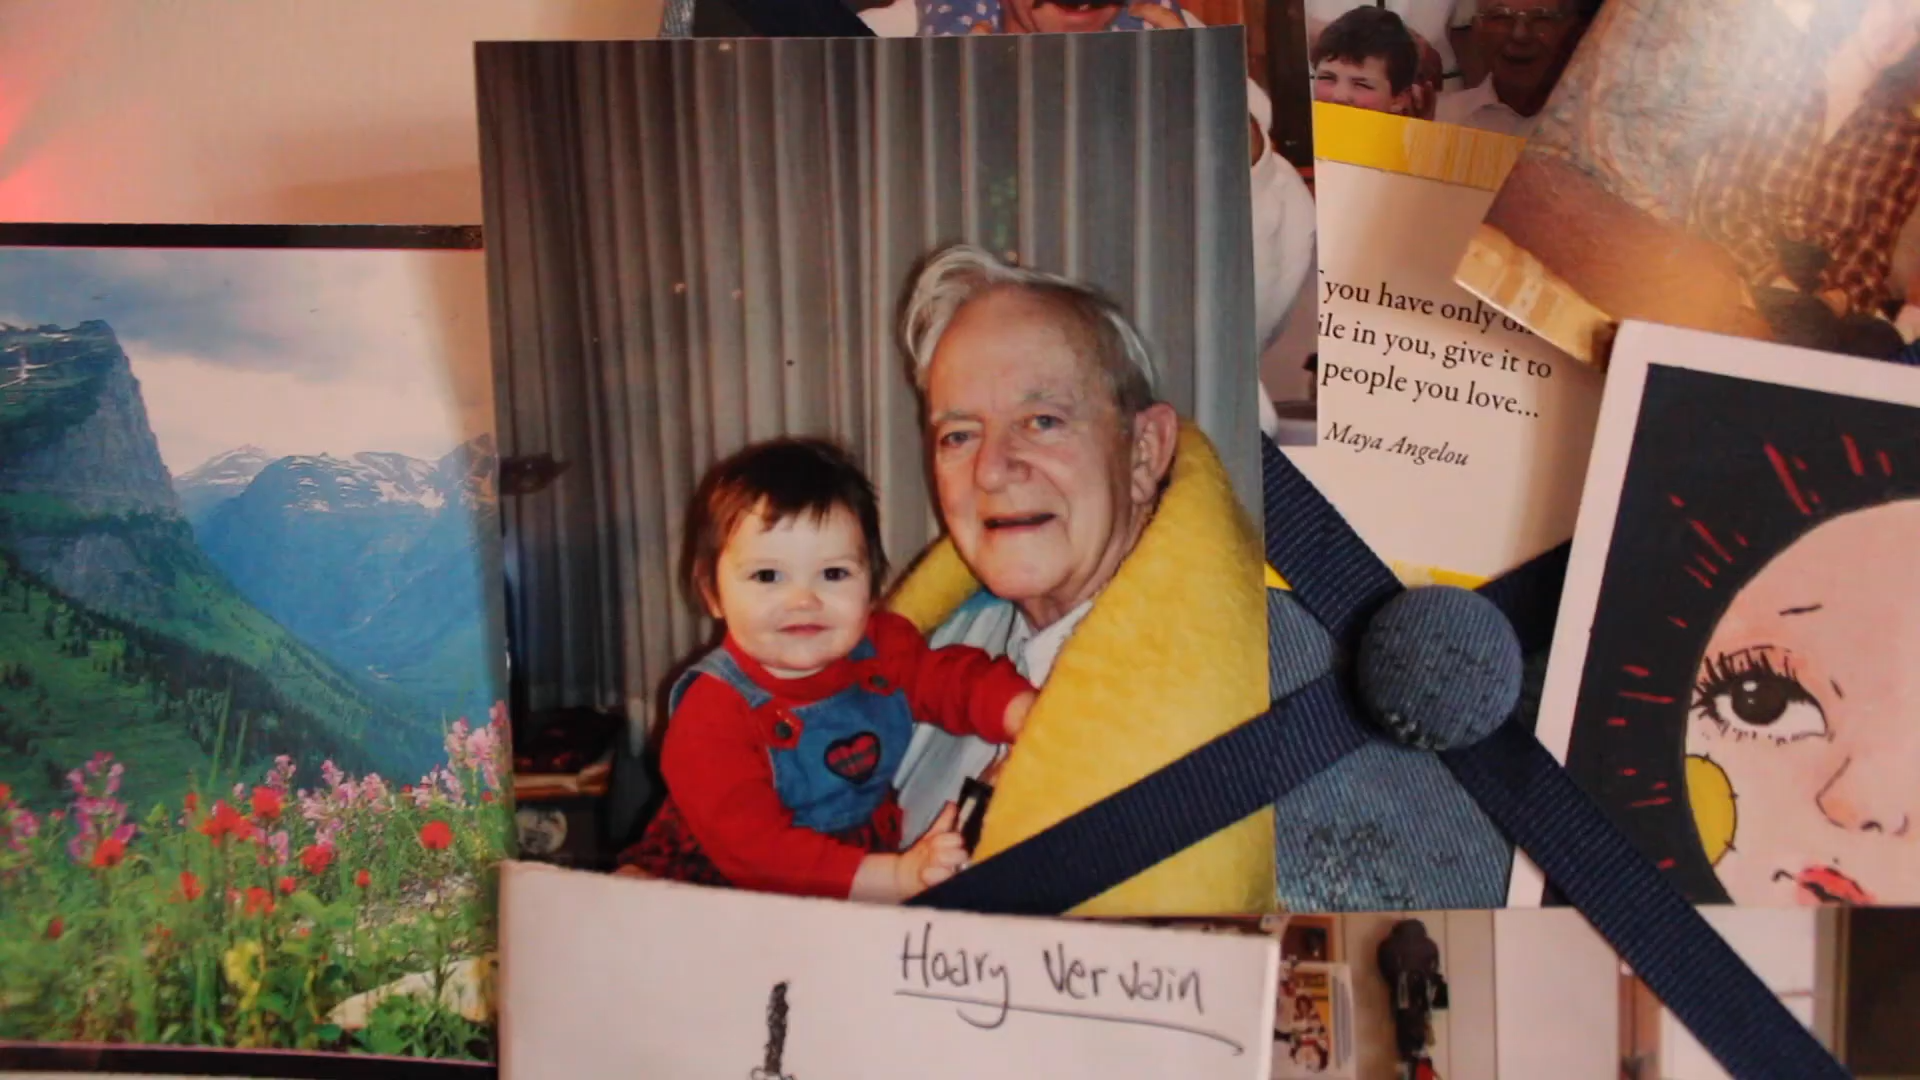 you have only
ile in you, give it to
people you love...
Maya Angelou
Hoary Vervain